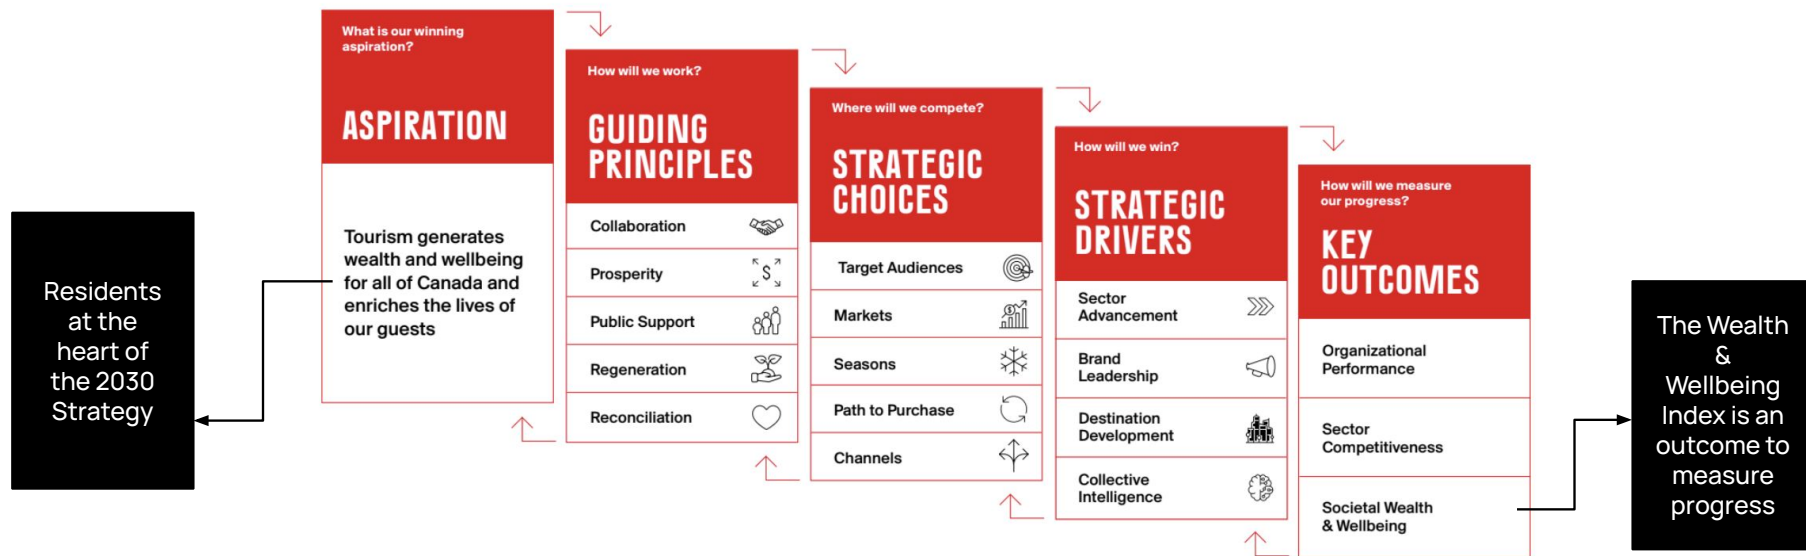 What is our winning
aspiration?
ASPIRATION
Tourism generates
wealth and wellbeing
for all of Canada and
enriches the lives of
our guests
How will we work?
GUIDING
PRINCIPLES
Collaboration
Prosperity
$
Public Support
Regeneration
Reconciliation
Where will we compete?
STRATEGIC
CHOICES
Target Audiences
Markets
$
Seasons
Path to Purchase
Channels
How will we win?
STRATEGIC
DRIVERS
Sector
Advancement
Brand
Leadership
Destination
Development
Collective
Intelligence
How will we measure
our progress?
KEY
OUTCOMES
Organizational
Performance
Sector
Competitiveness
Societal Wealth
& Wellbeing
Residents
at the
heart of
the 2030
Strategy
The Wealth
&
Wellbeing
Index is an
outcome to
measure
progress